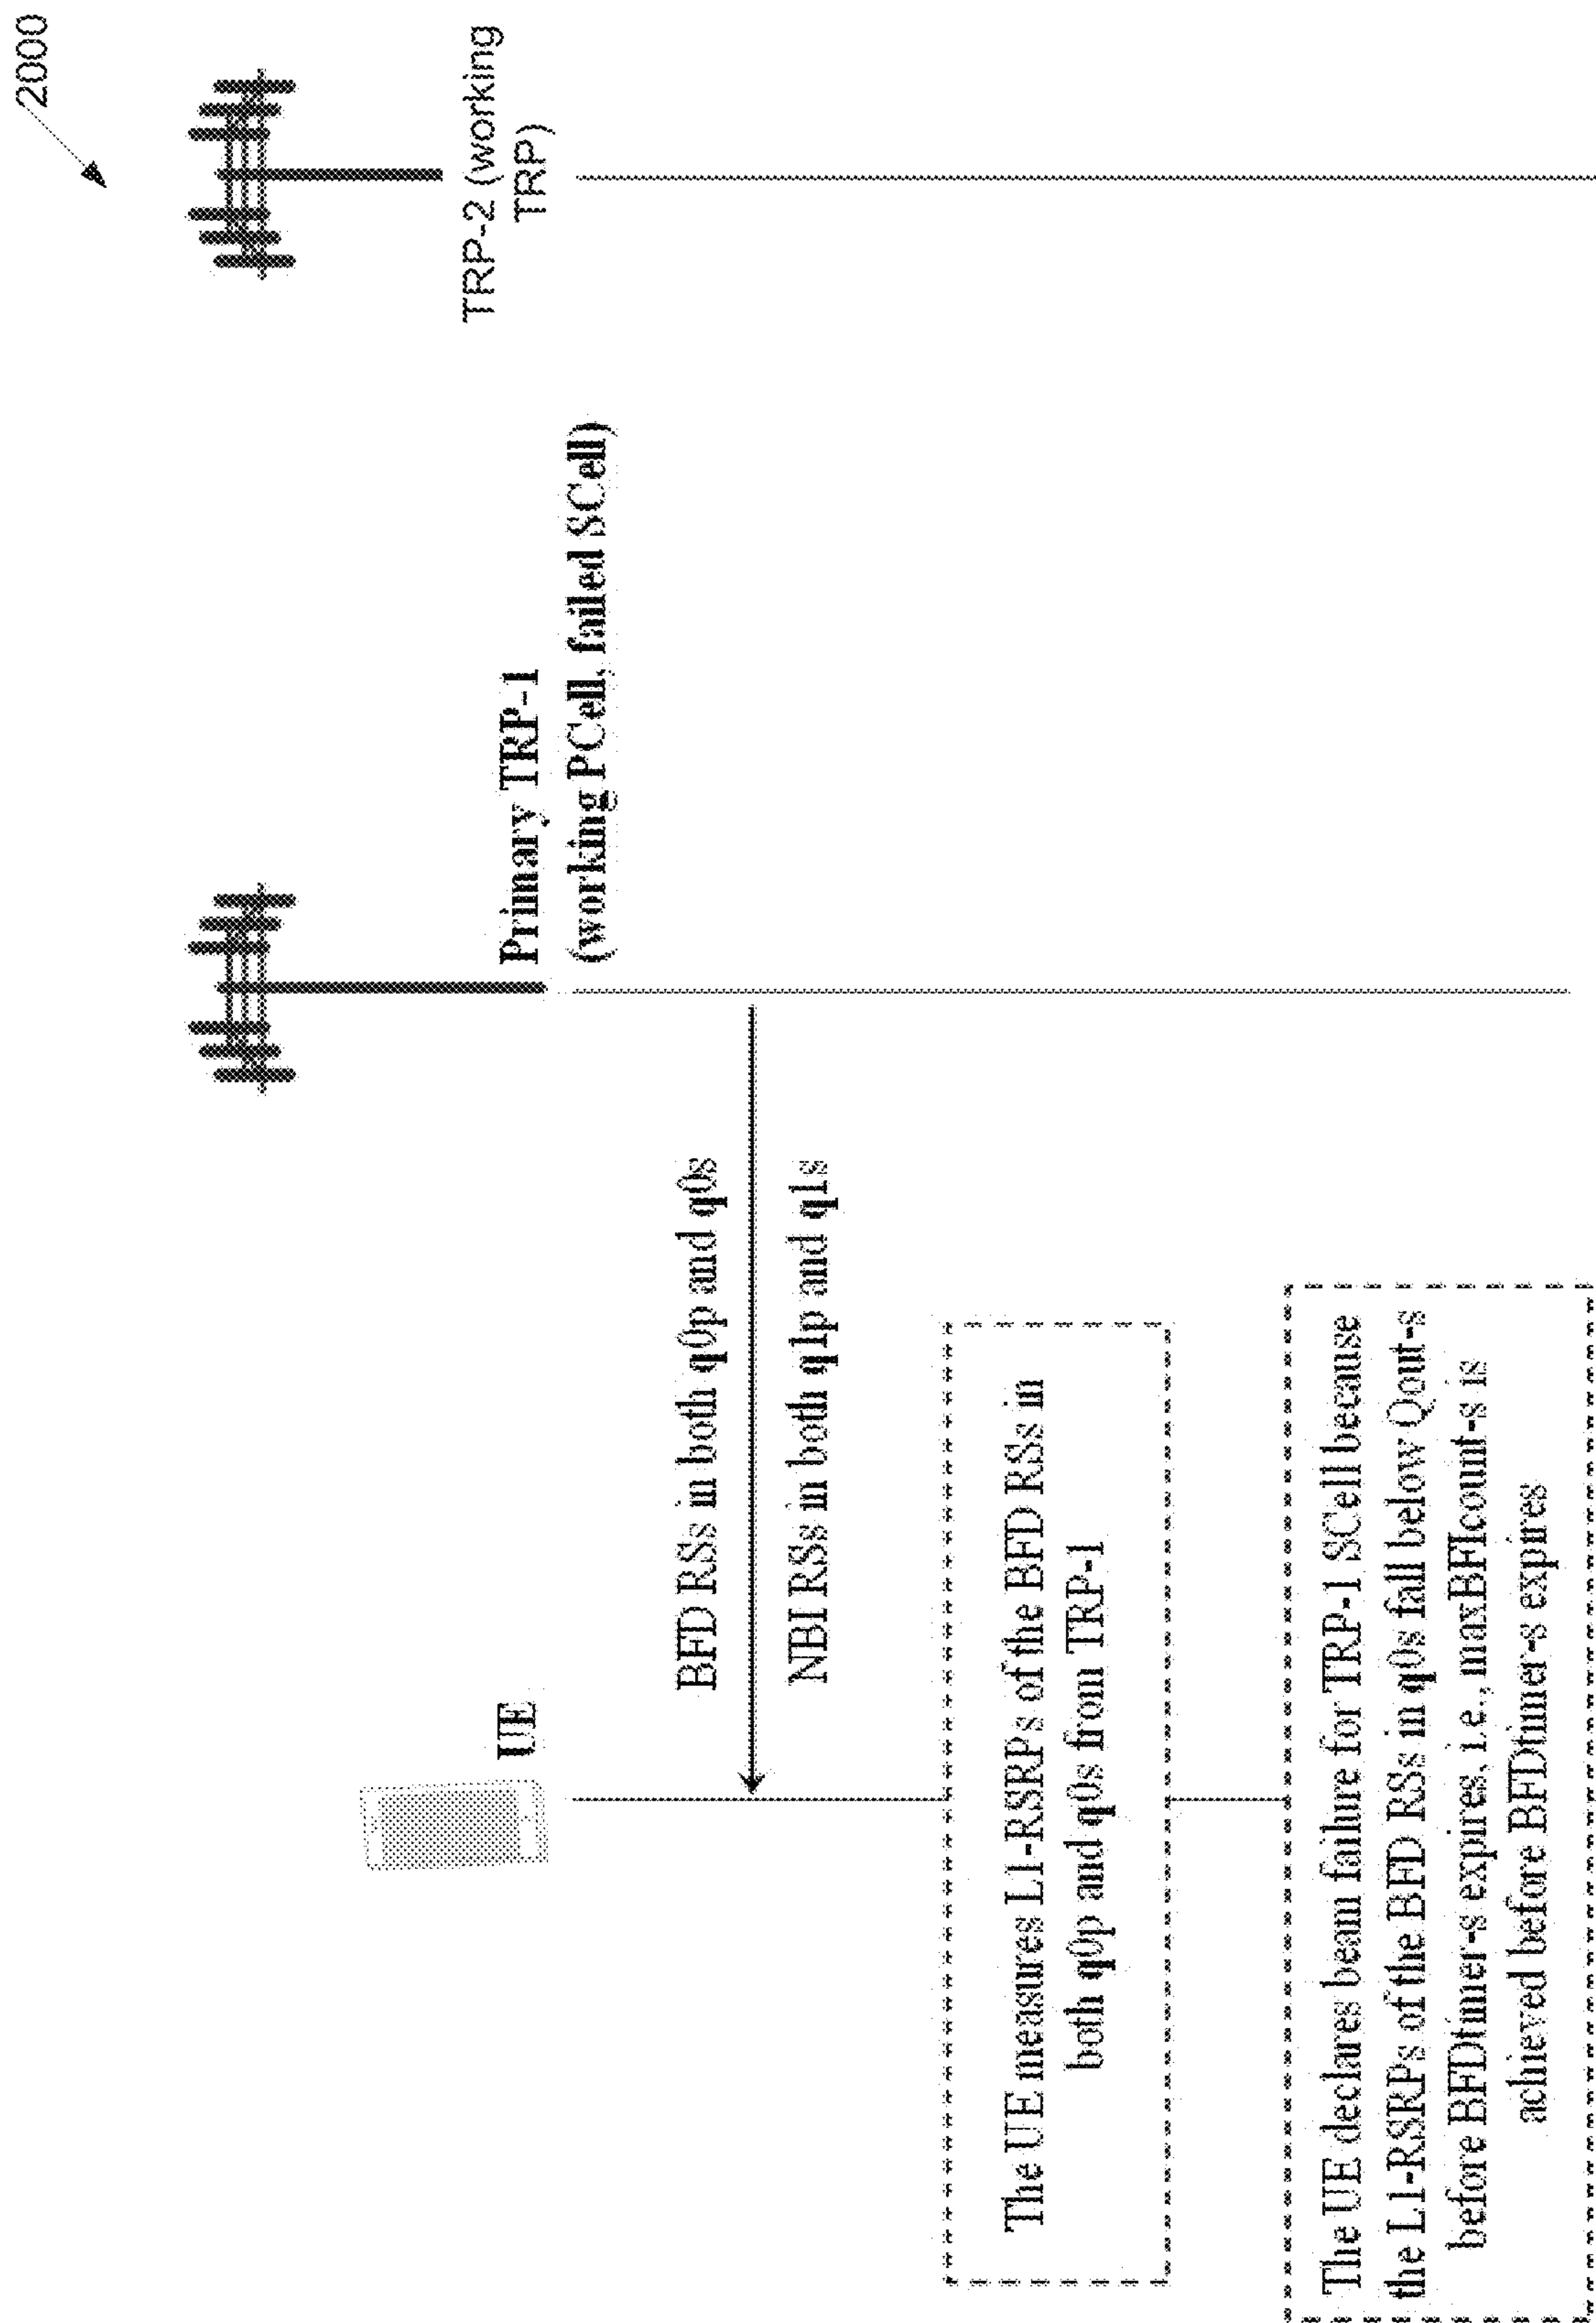 2000
UE
Primary TRP-1
(working PCell, failed SCell)
TRP-2 (working
TRP)
BFD RSs in both q0p and q0s
NBI RSs in both q1p and q1s
The UE measures L1-RSRPs of the BFD RSs in
both q0p and q0s from TRP-1
The UE declares beam failure for TRP-1 SCell because
the L1-RSRPs of the BFD RSs in q0s fall below Qout-s
before BFDtimer-s expires, i.e., maxBFIcount-s is
achieved before BFDtimer-s expires